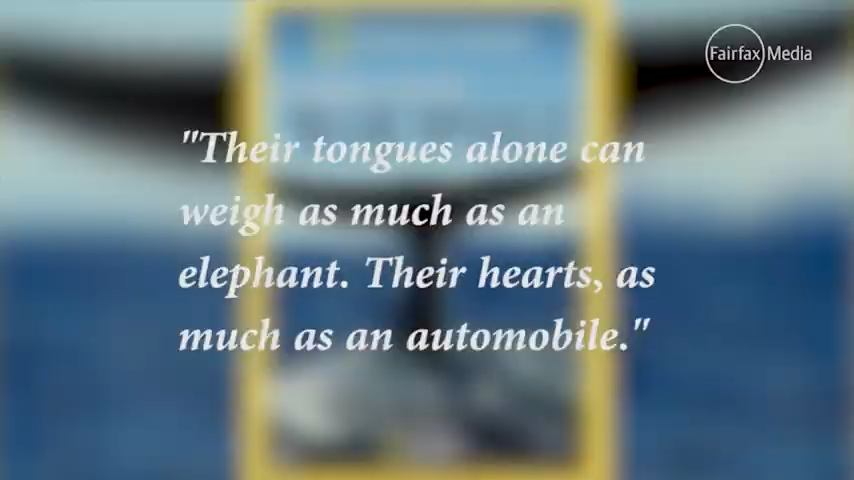 Fairfax Media
"Their tongues alone can
weigh as much as an
elephant. Their hearts, as
much as an automobile."